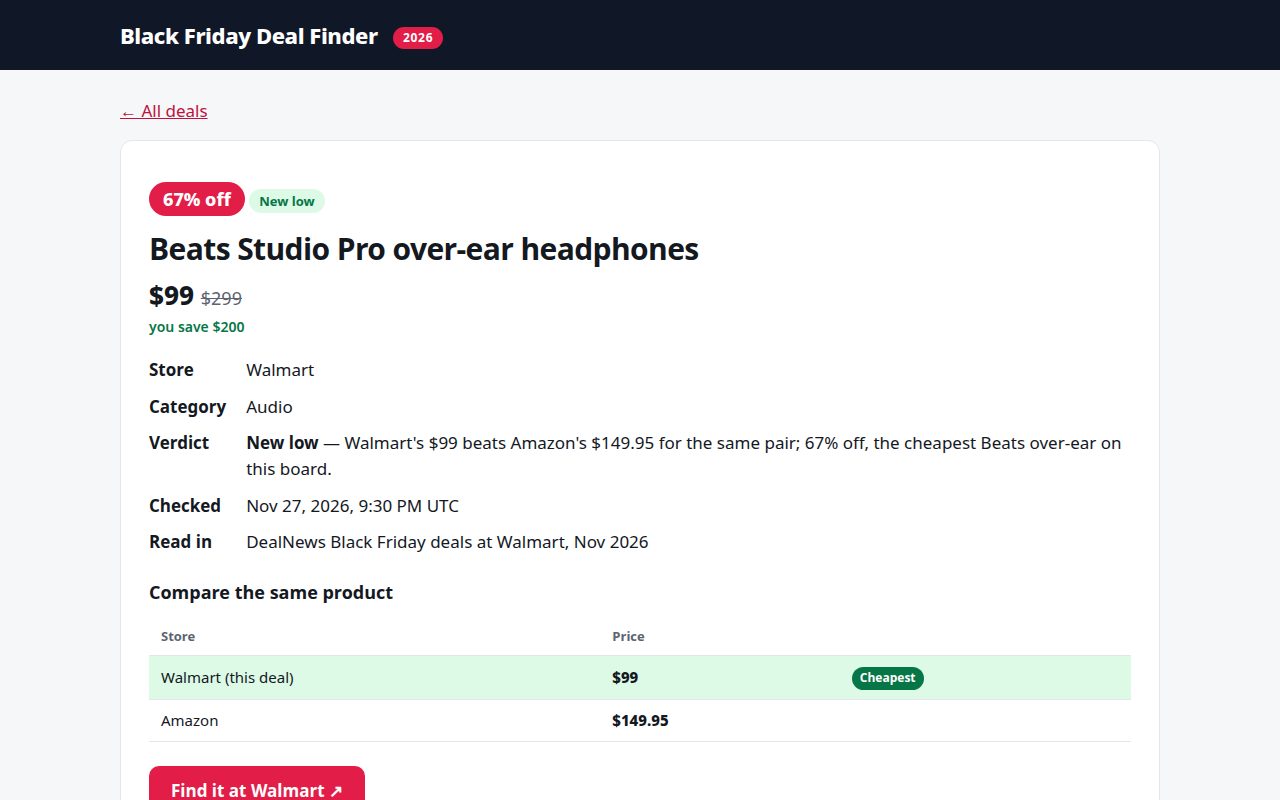 Black Friday Deal Finder 2026
← All deals
67% off New low
Beats Studio Pro over-ear headphones
$99 $299
you save $200
Store Walmart
Category Audio
Verdict New low — Walmart's $99 beats Amazon's $149.95 for the same pair; 67% off, the cheapest Beats over-ear on
this board.
Checked Nov 27, 2026, 9:30 PM UTC
Read in DealNews Black Friday deals at Walmart, Nov 2026
Compare the same product
Store Price
Walmart (this deal) $99 Cheapest
Amazon $149.95
Find it at Walmart ↗